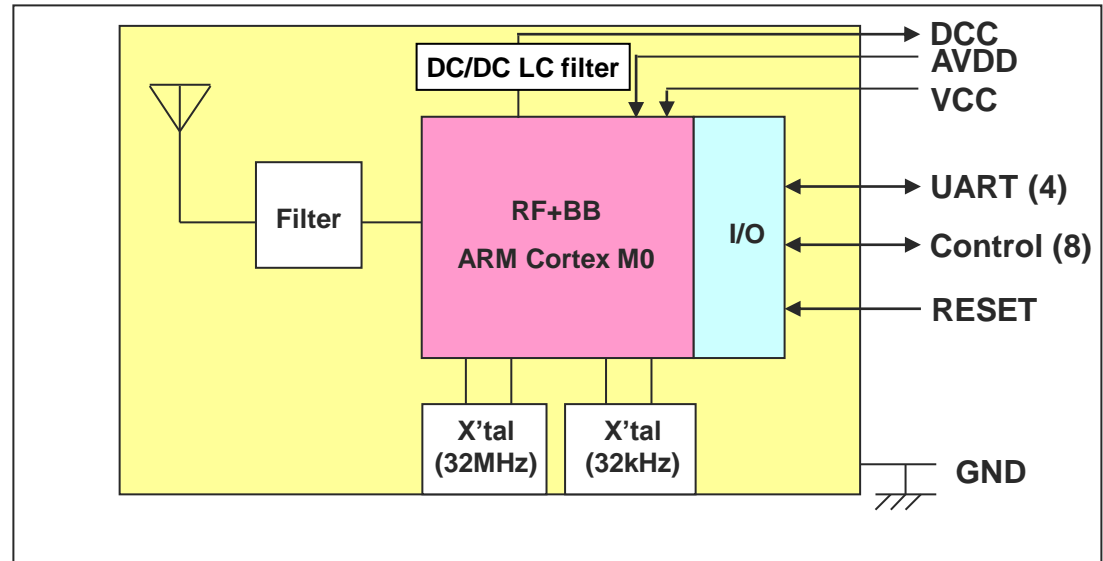 DCC
DC/DC LC filter
AVDD
VCC
Filter
RF+BB
ARM Cortex M0
I/O
UART (4)
Control (8)
RESET
X'tal
(32MHz)
X'tal
(32kHz)
GND